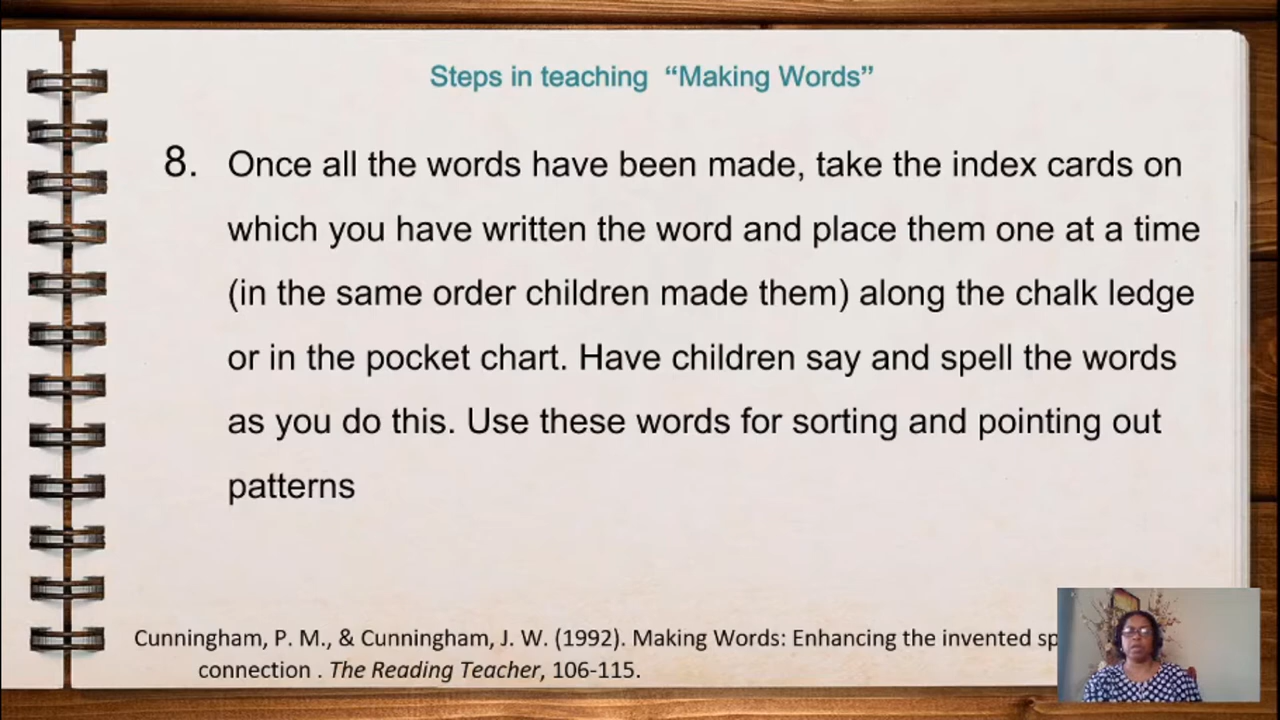 Steps in teaching “Making Words”
8. Once all the words have been made, take the index cards on
which you have written the word and place them one at a time
(in the same order children made them) along the chalk ledge
or in the pocket chart. Have children say and spell the words
as you do this. Use these words for sorting and pointing out
patterns
Cunningham, P. M., & Cunningham, J. W. (1992). Making Words: Enhancing the invented
connection . The Reading Teacher, 106-115.